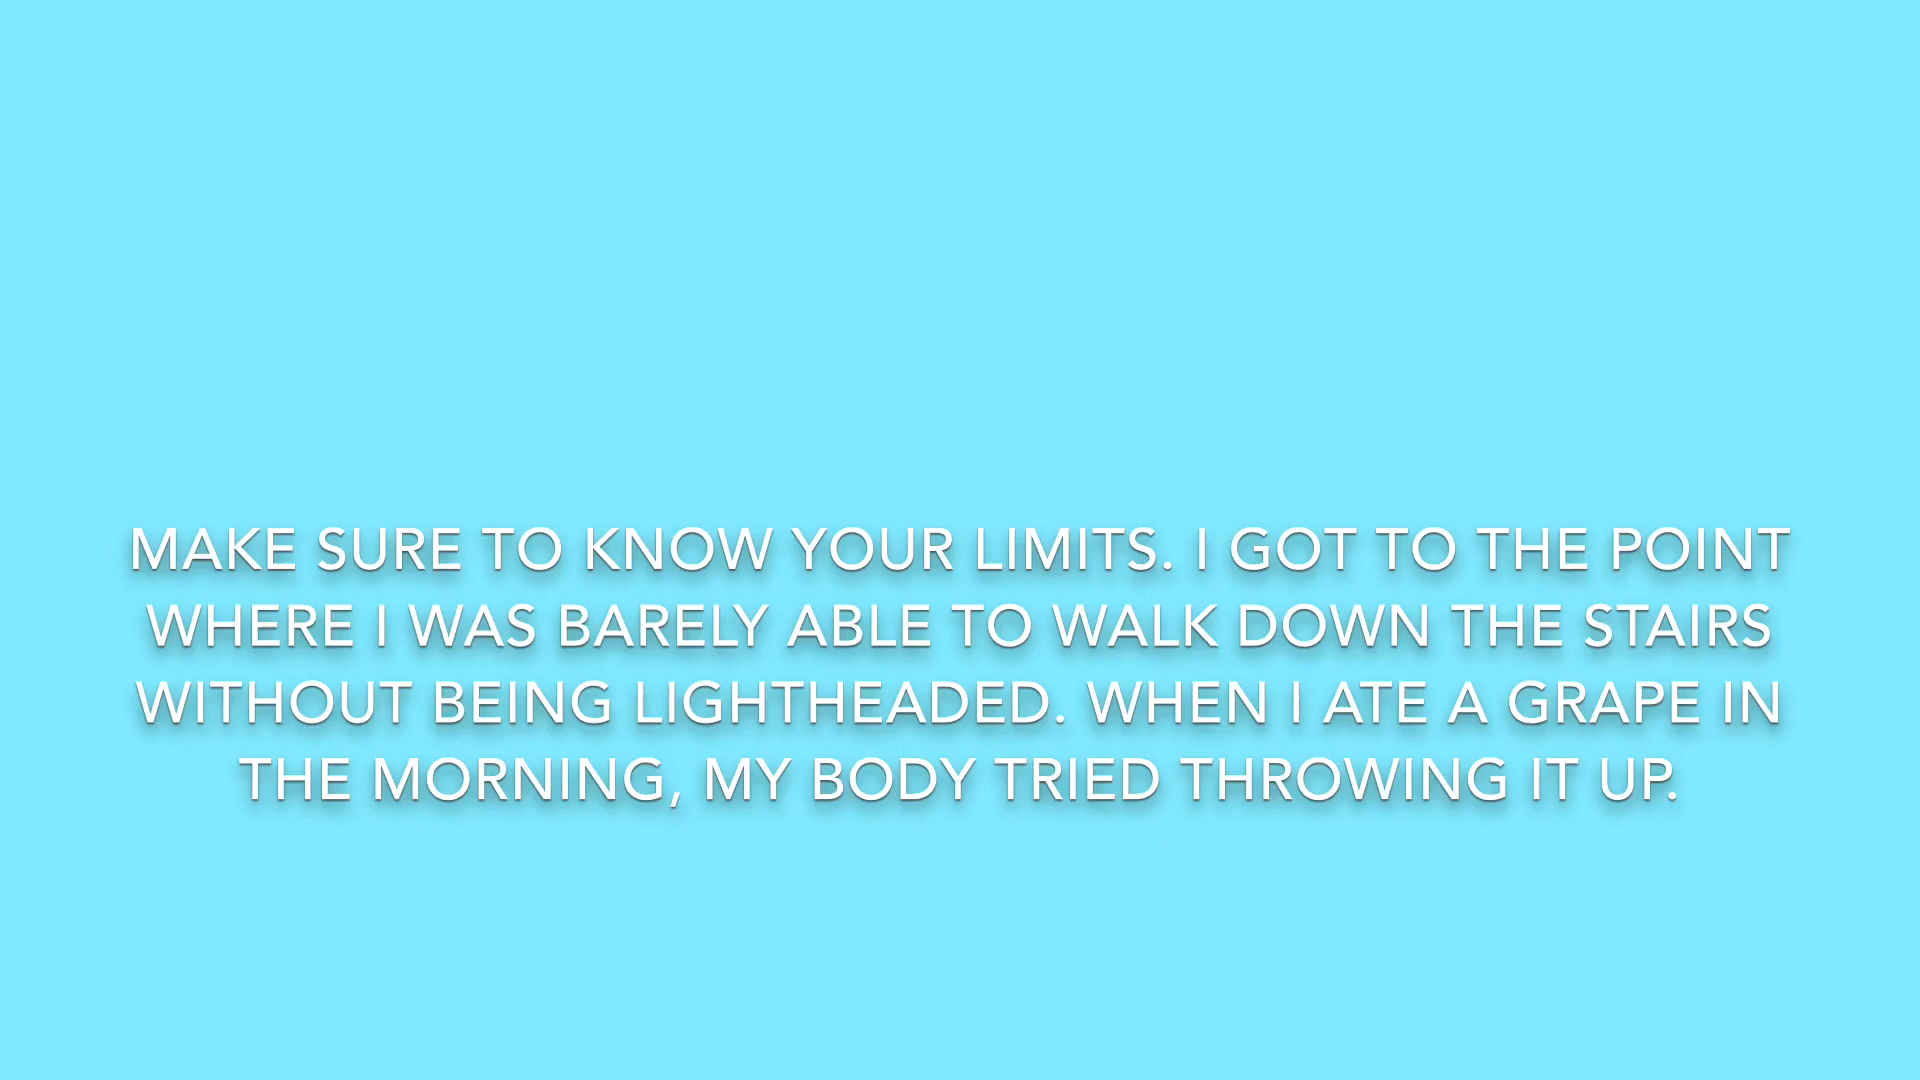 MAKE SURE TO KNOW YOUR LIMITS. I GOT TO THE POINT
WHERE I WAS BARELY ABLE TO WALK DOWN THE STAIRS
WITHOUT BEING LIGHTHEADED. WHEN I ATE A GRAPE IN
THE MORNING, MY BODY TRIED THROWING IT UP.